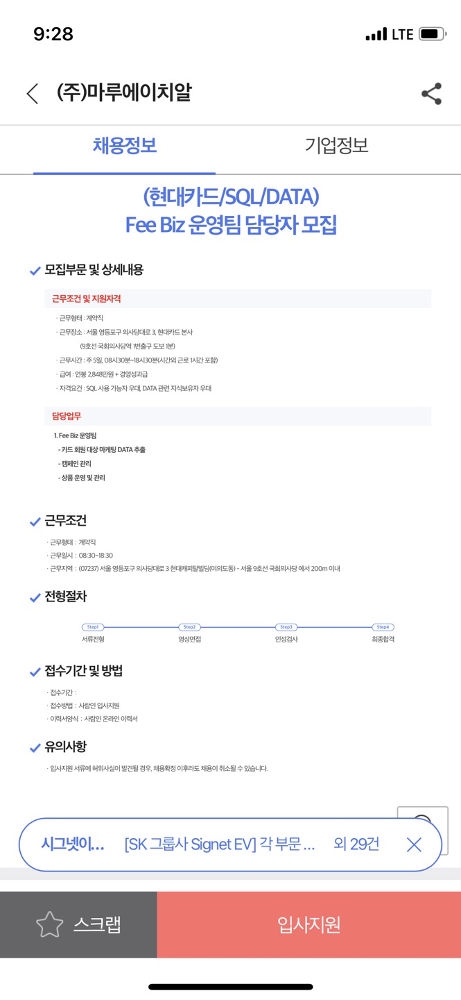 9:28
LTE
(주)마루에이치알
채용정보
기업정보
(현대카드/SQL/DATA)
Fee Biz 운영팀 담당자 모집
모집부문 및 상세내용
근무조건 및 지원자격
· 근무형태 : 계약직
· 근무장소 : 서울 영등포구 의사당대로 3, 현대카드 본사
(9호선 국회의사당역 1번출구 도보 1분)
· 근무시간 : 주 5일, 08시30분~18시30분(시간외 근로 1시간 포함)
· 급여 : 연봉 2,848만원 + 경영성과급
· 자격요건 : SQL 사용 가능자 우대, DATA 관련 지식보유자 우대
담당업무
1. Fee Biz 운영팀
- 카드 회원 대상 마케팅 DATA 추출
- 캠페인 관리
- 상품 운영 및 관리
근무조건
· 근무형태 : 계약직
· 근무일시 : 08:30~18:30
· 근무지역 : (07237) 서울 영등포구 의사당대로 3 현대캐피탈빌딩(여의도동) - 서울 9호선 국회의사당 에서 200m 이내
전형절차
Step1 Step2 Step3 Step4
서류전형 영상면접 인성검사 최종합격
접수기간 및 방법
· 접수기간 :
· 접수방법 : 사람인 입사지원
· 이력서양식 : 사람인 온라인 이력서
유의사항
· 입사지원 서류에 허위사실이 발견될 경우, 채용확정 이후라도 채용이 취소될 수 있습니다.
시그넷이... [SK 그룹사 Signet EV] 각 부문 ... 외 29건
스크랩
입사지원